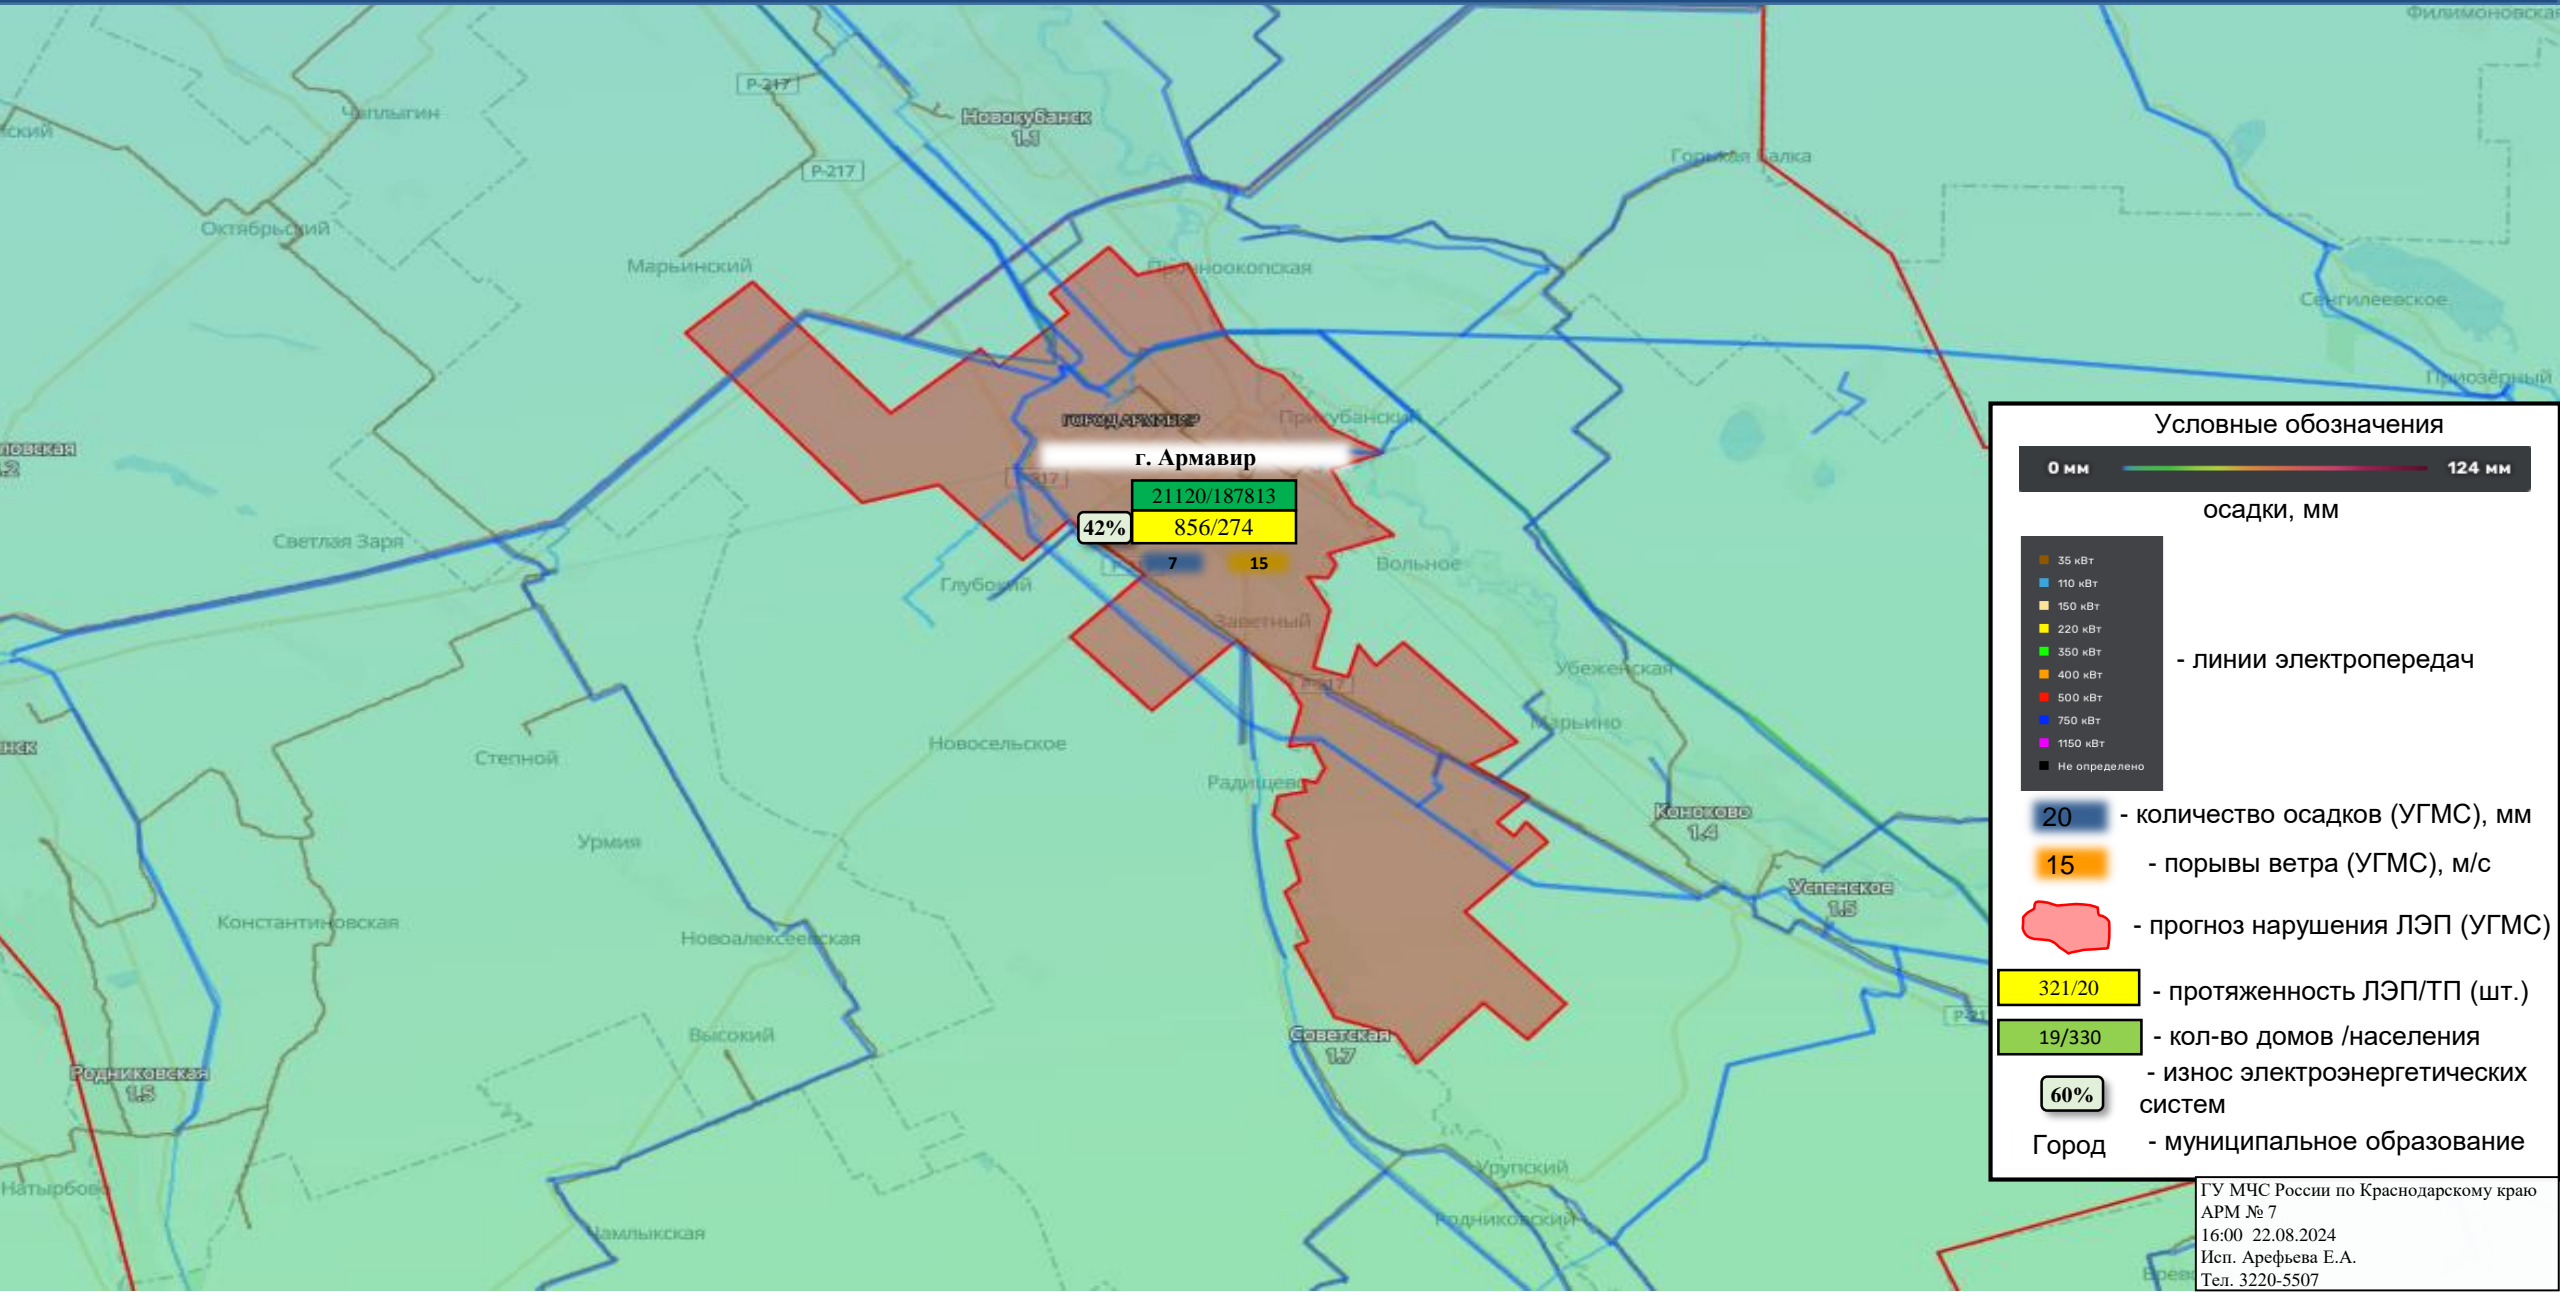 Филимоновская
Р-217
Чаплыгин
Новокубанск
1.1
Горькая Балка
Р-217
Октябрьский
Марьинский
Прочноокопская
Сенгилеевское
Приозёрный
ГОРОД АРМАВИР
Прикубанский
г. Армавир
21120/187813
42%
856/274
7
15
Светлая Заря
Глубокий
Вольное
Заветный
Убеженская
Р-217
Марьино
Новосельское
Степной
Радищево
Коноково
1.4
Урмия
Успенское
1.5
Константиновская
Новоалексеевская
Высокий
Советская
1.7
Родниковская
1.5
Урупский
Натырбово
Родниковский
Чамлыкская
Условные обозначения
0 мм
124 мм
осадки, мм
35 кВт
110 кВт
150 кВт
220 кВт
350 кВт
400 кВт
500 кВт
750 кВт
1150 кВт
Не определено
- линии электропередач
20 - количество осадков (УГМС), мм
15 - порывы ветра (УГМС), м/с
- прогноз нарушения ЛЭП (УГМС)
321/20 - протяженность ЛЭП/ТП (шт.)
19/330 - кол-во домов /населения
60% - износ электроэнергетических
систем
Город - муниципальное образование
ГУ МЧС России по Краснодарскому краю
АРМ № 7
16:00 22.08.2024
Исп. Арефьева Е.А.
Тел. 3220-5507